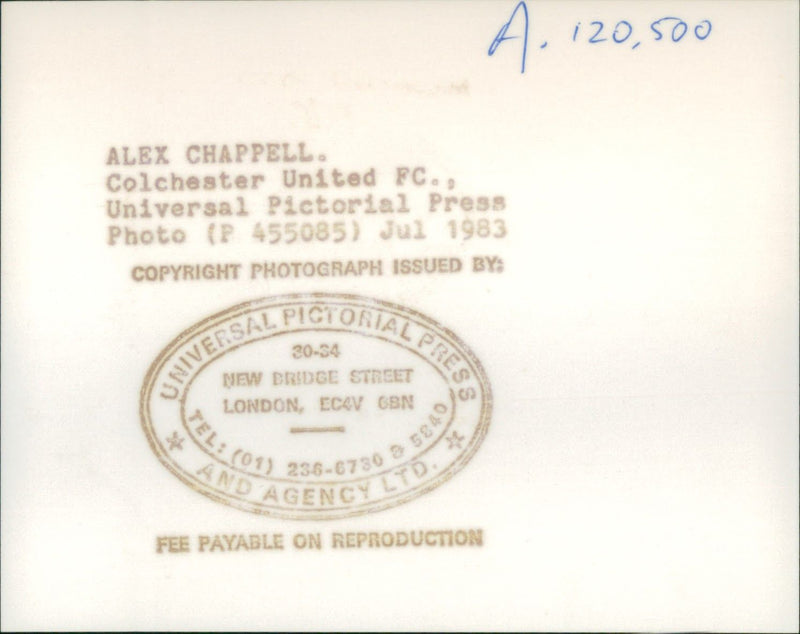 A. 120,500
ALEX CHAPPELL.
Colchester United FC.,
Universal Pictorial Press
Photo (P 455085) Jul 1983
COPYRIGHT PHOTOGRAPH ISSUED BY:
UNIVERSAL PICTORIAL PRESS
30-34
NEW BRIDGE STREET
LONDON, EC4V 6BN
TEL: (01) 236-6730 & 5840
AND AGENCY LTD.
FEE PAYABLE ON REPRODUCTION